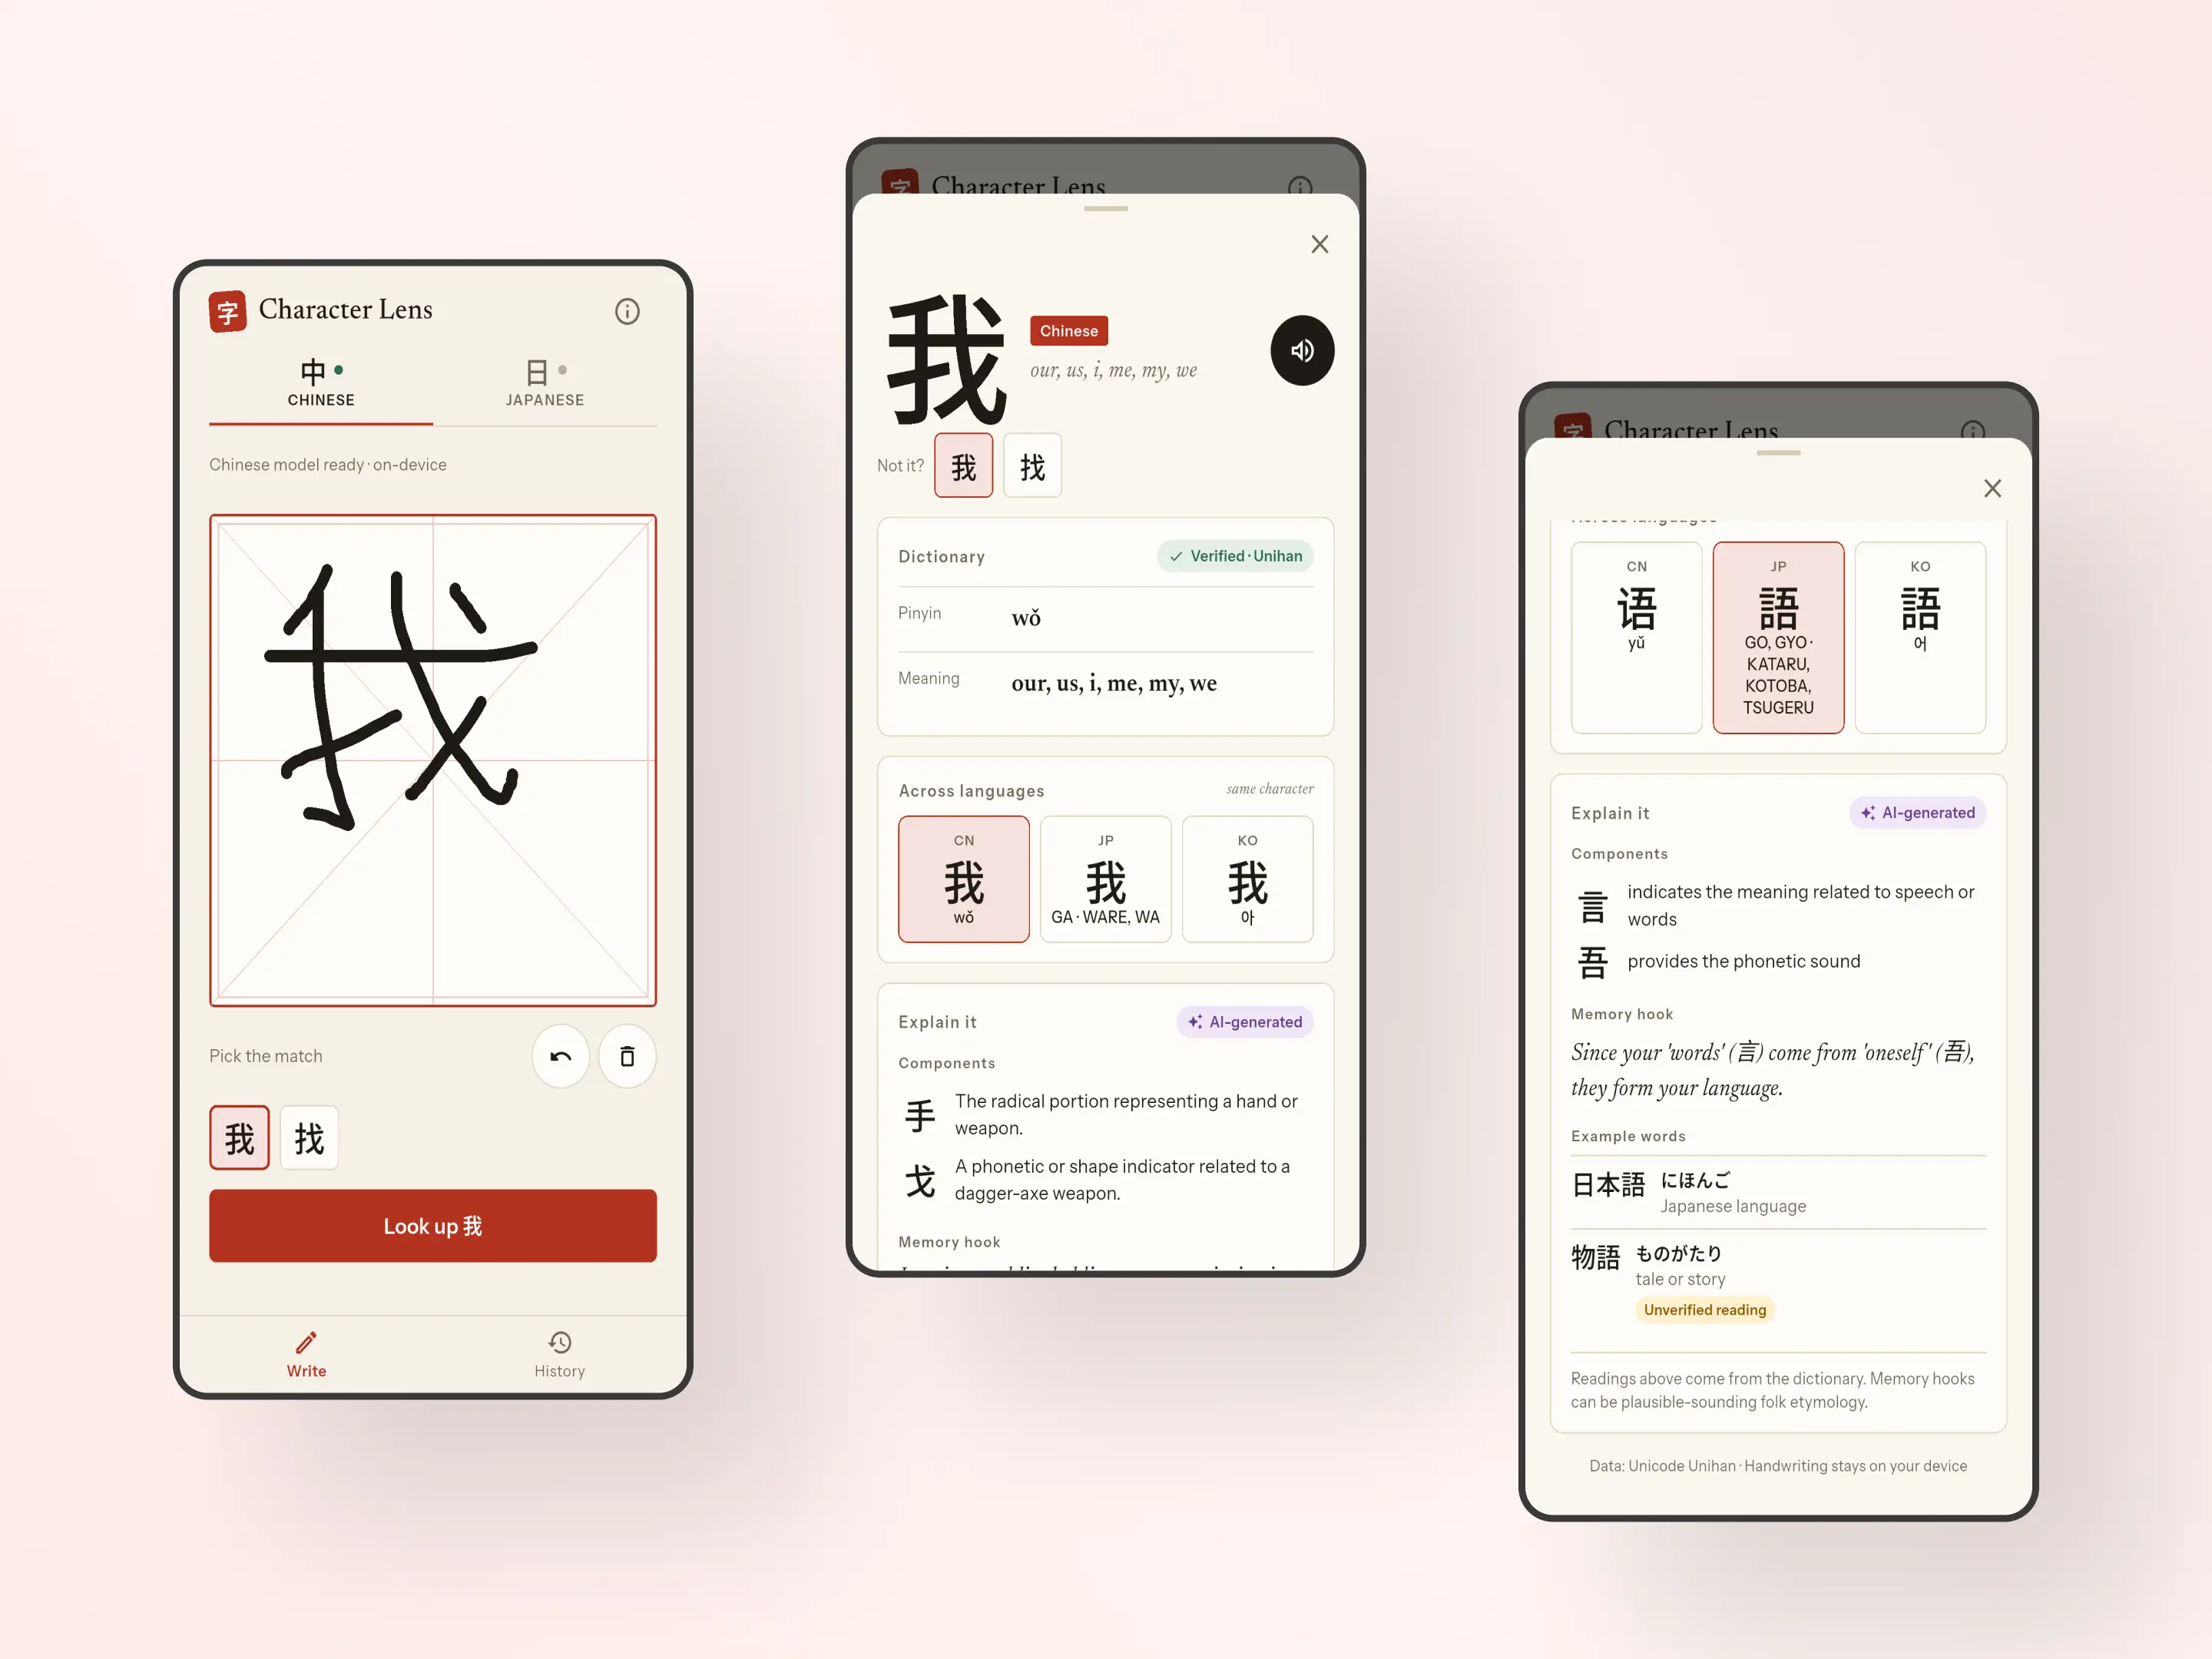 字 Character Lens
中
CHINESE
日
JAPANESE
Chinese model ready · on-device
我
Pick the match
我 找
Look up 我
Write
History
字 Character Lens
我
Chinese
our, us, i, me, my, we
Not it? 我 找
Dictionary
Verified · Unihan
Pinyin
wǒ
Meaning
our, us, i, me, my, we
Across languages
same character
CN
我
wǒ
JP
我
GA · WARE, WA
KO
我
아
Explain it
AI-generated
Components
手
The radical portion representing a hand or
weapon.
戈
A phonetic or shape indicator related to a
dagger-axe weapon.
Memory hook
字 Character Lens
Across languages
CN
语
yǔ
JP
語
GO, GYO ·
KATARU,
KOTOBA,
TSUGERU
KO
語
어
Explain it
AI-generated
Components
言
indicates the meaning related to speech or
words
吾
provides the phonetic sound
Memory hook
Since your 'words' (言) come from 'oneself' (吾),
they form your language.
Example words
日本語
にほんご
Japanese language
物語
ものがたり
tale or story
Unverified reading
Readings above come from the dictionary. Memory hooks
can be plausible-sounding folk etymology.
Data: Unicode Unihan · Handwriting stays on your device